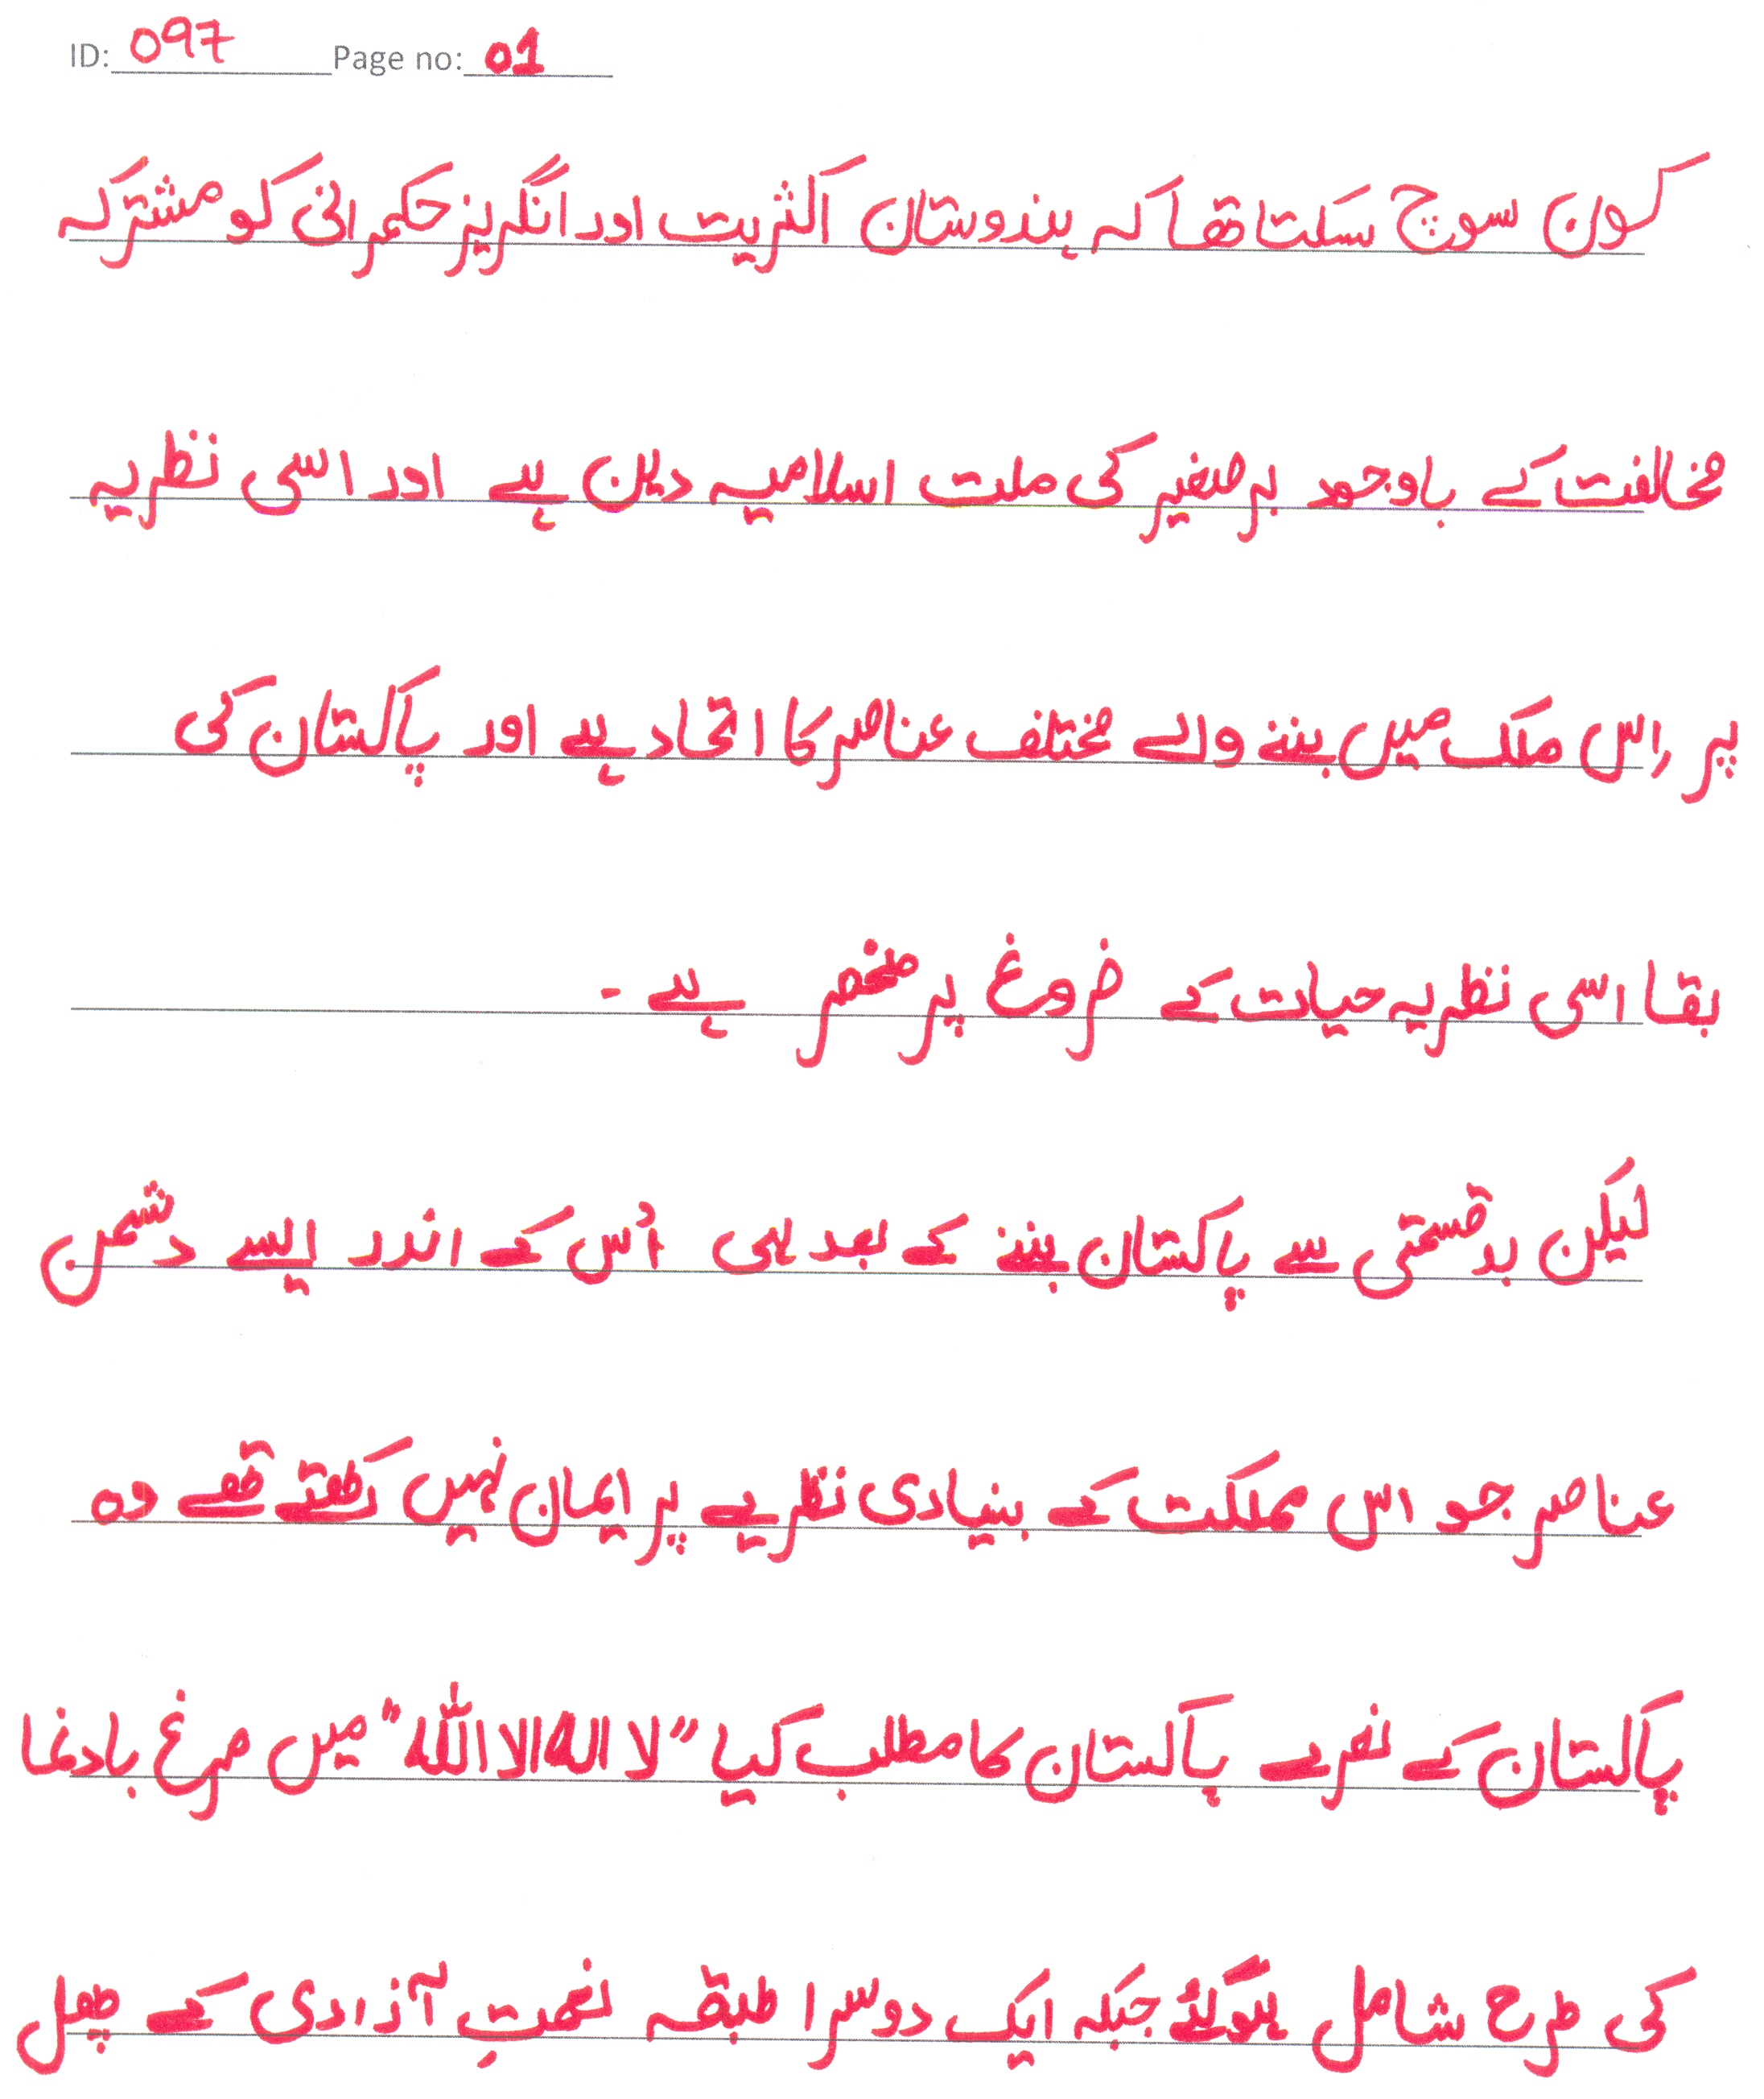 ID: 097 Page no: 01
کون سوچ سکتا تھا کہ ہندوستان اکثریت اور انگریز حکمرانی کو مشترکہ
مخالفت کے باوجود برصغیر کی ملت اسلامیہ دین ہے اور اسی نظریہ
پر اس ملک میں بننے والے مختلف عناصر کا اتحاد ہے اور پاکستان کی
بقا اسی نظریہ حیات کے فروغ پر منحصر ہے ۔
لیکن بدقسمتی سے پاکستان بننے کے بعد ہی اُس کے اندر ایسے دشمن
عناصر جو اس مملکت کے بنیادی نظریے پر ایمان نہیں رکھتے تھے وہ
پاکستان کے نعرے پاکستان کا مطلب کیا "لا الہ الا اللہ" میں مرغ بادنما
کی طرح شامل ہوگئے جبکہ ایک دوسرا طبقہ نعمتِ آزادی کے پھل